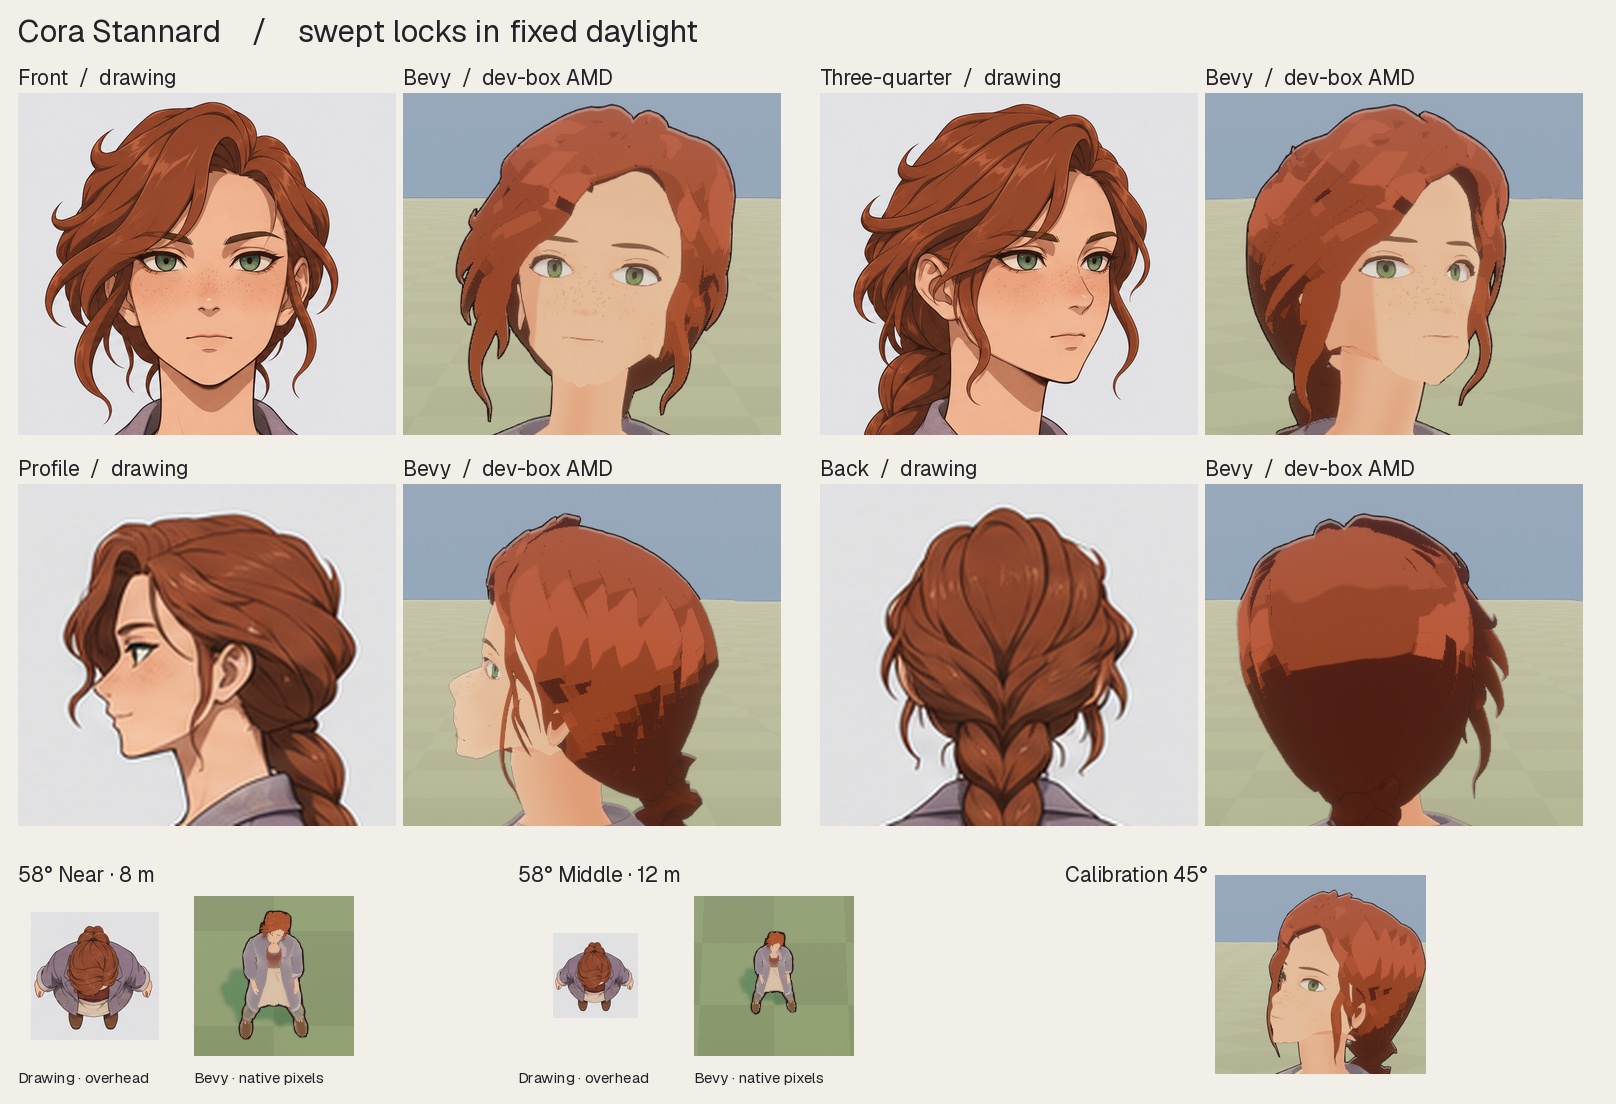 Cora Stannard / swept locks in fixed daylight
Front / drawing
Bevy / dev-box AMD
Three-quarter / drawing
Bevy / dev-box AMD
Profile / drawing
Bevy / dev-box AMD
Back / drawing
Bevy / dev-box AMD
58° Near · 8 m
58° Middle · 12 m
Calibration 45°
Drawing · overhead
Bevy · native pixels
Drawing · overhead
Bevy · native pixels